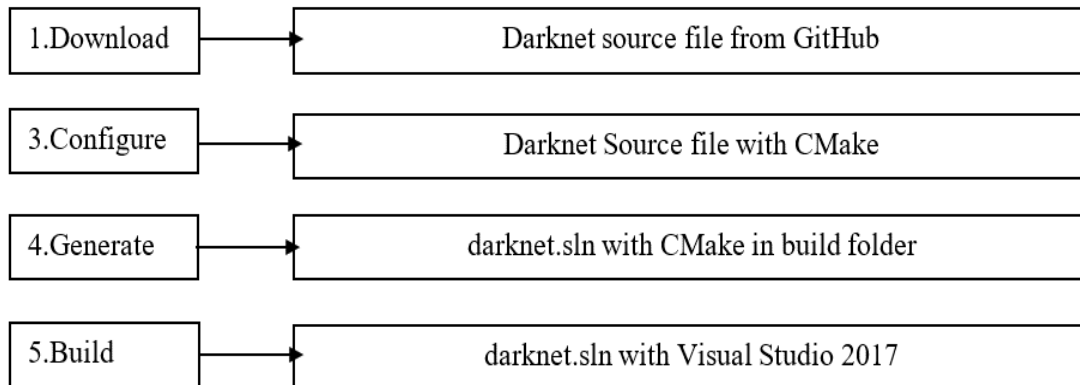 1.Download
Darknet source file from GitHub
3.Configure
Darknet Source file with CMake
4.Generate
darknet.sln with CMake in build folder
5.Build
darknet.sln with Visual Studio 2017